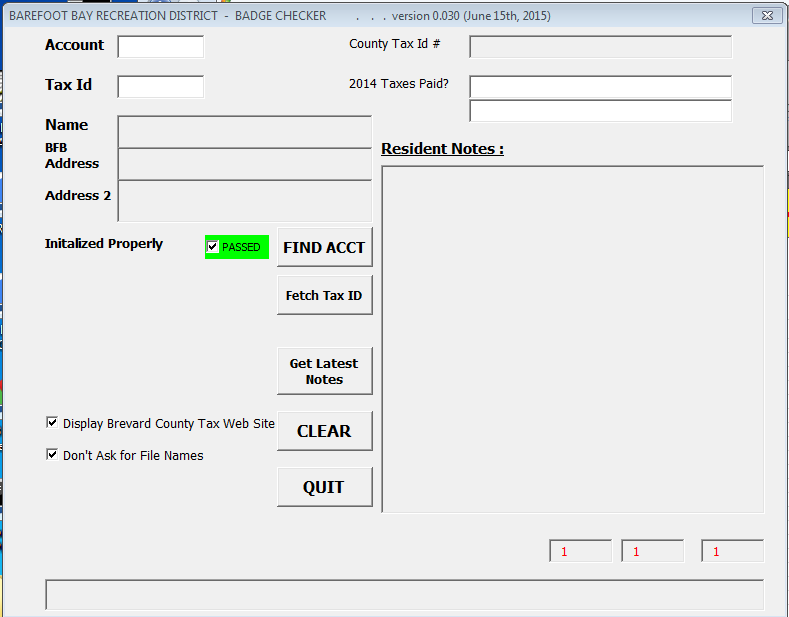 BAREFOOT BAY RECREATION DISTRICT - BADGE CHECKER . . . version 0.030 (June 15th, 2015)
Account
County Tax Id #
Tax Id
2014 Taxes Paid?
Name
BFB
Address
Resident Notes :
Address 2
Initalized Properly
PASSED
FIND ACCT
Fetch Tax ID
Get Latest
Notes
Display Brevard County Tax Web Site
CLEAR
Don't Ask for File Names
QUIT
1 1 1